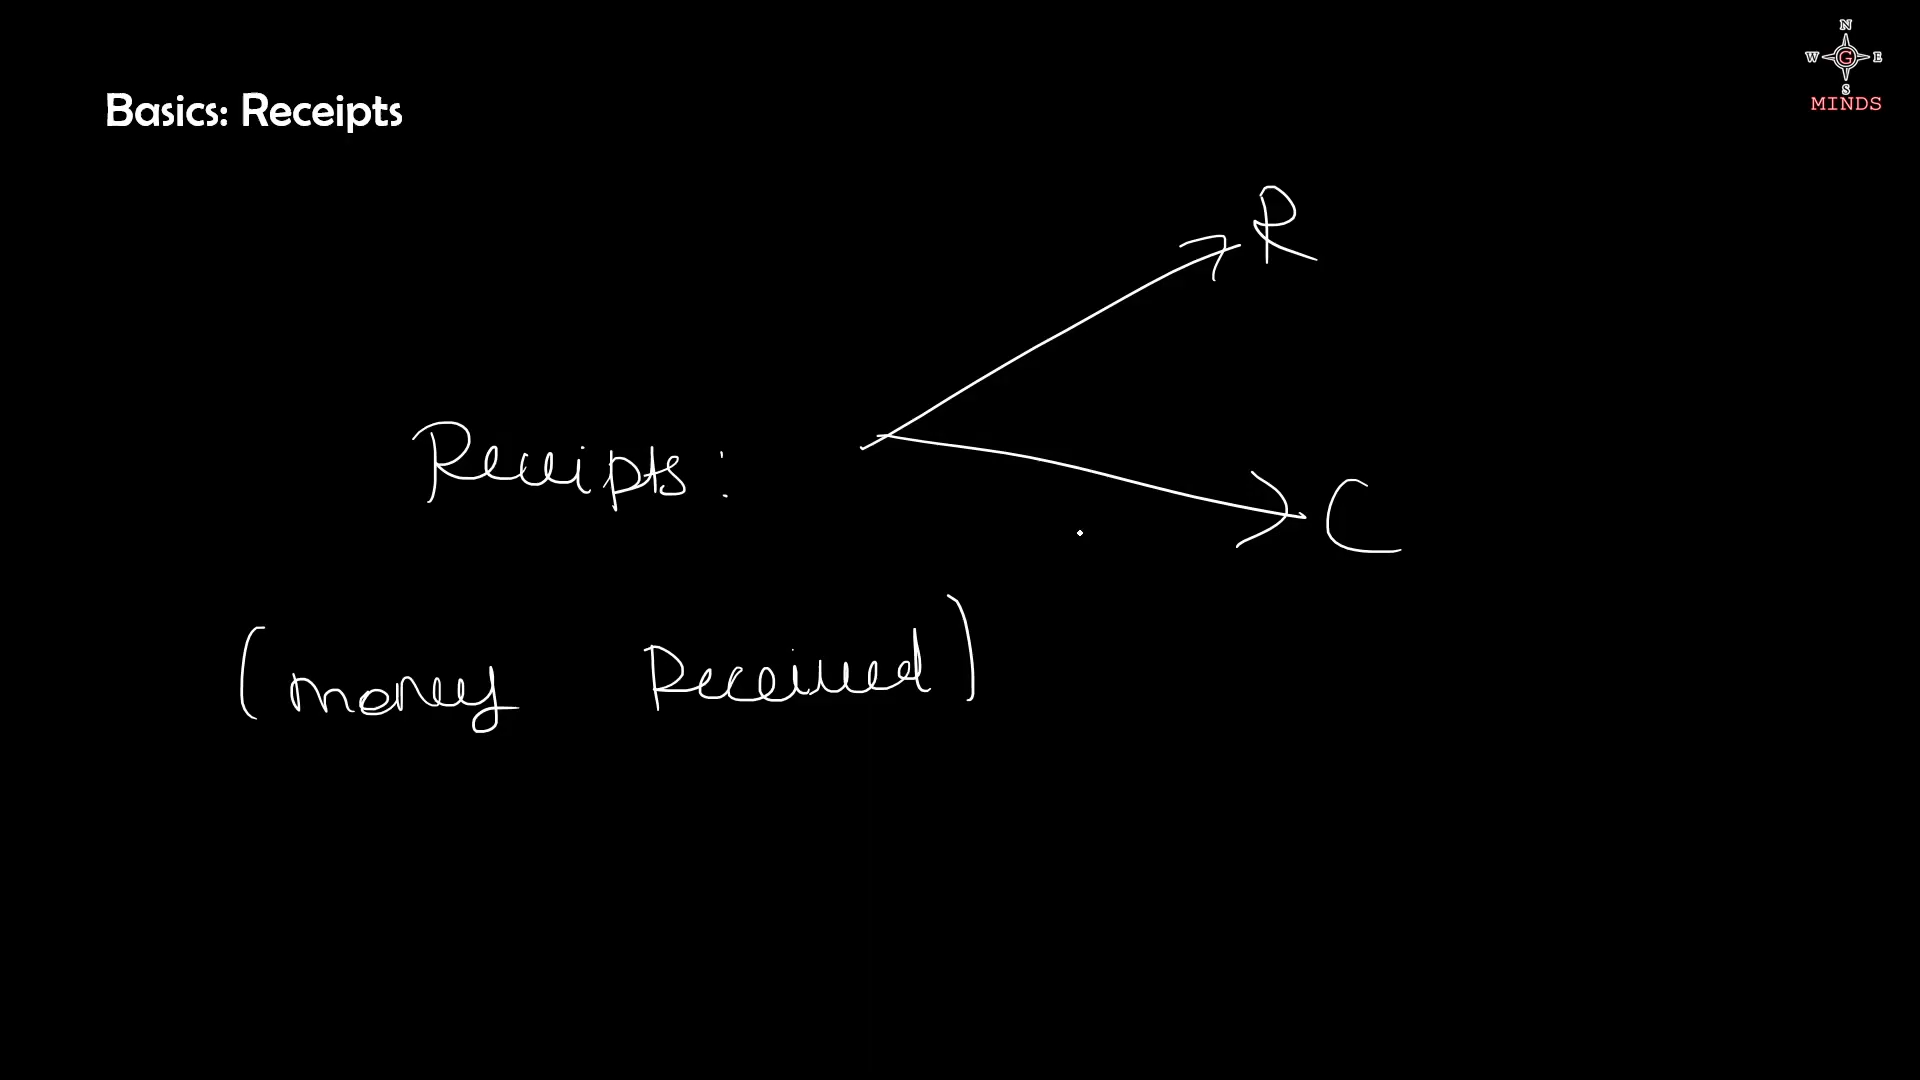 N
W G E
S
MINDS
Basics: Receipts
R
Receipts:
C
(money Received)